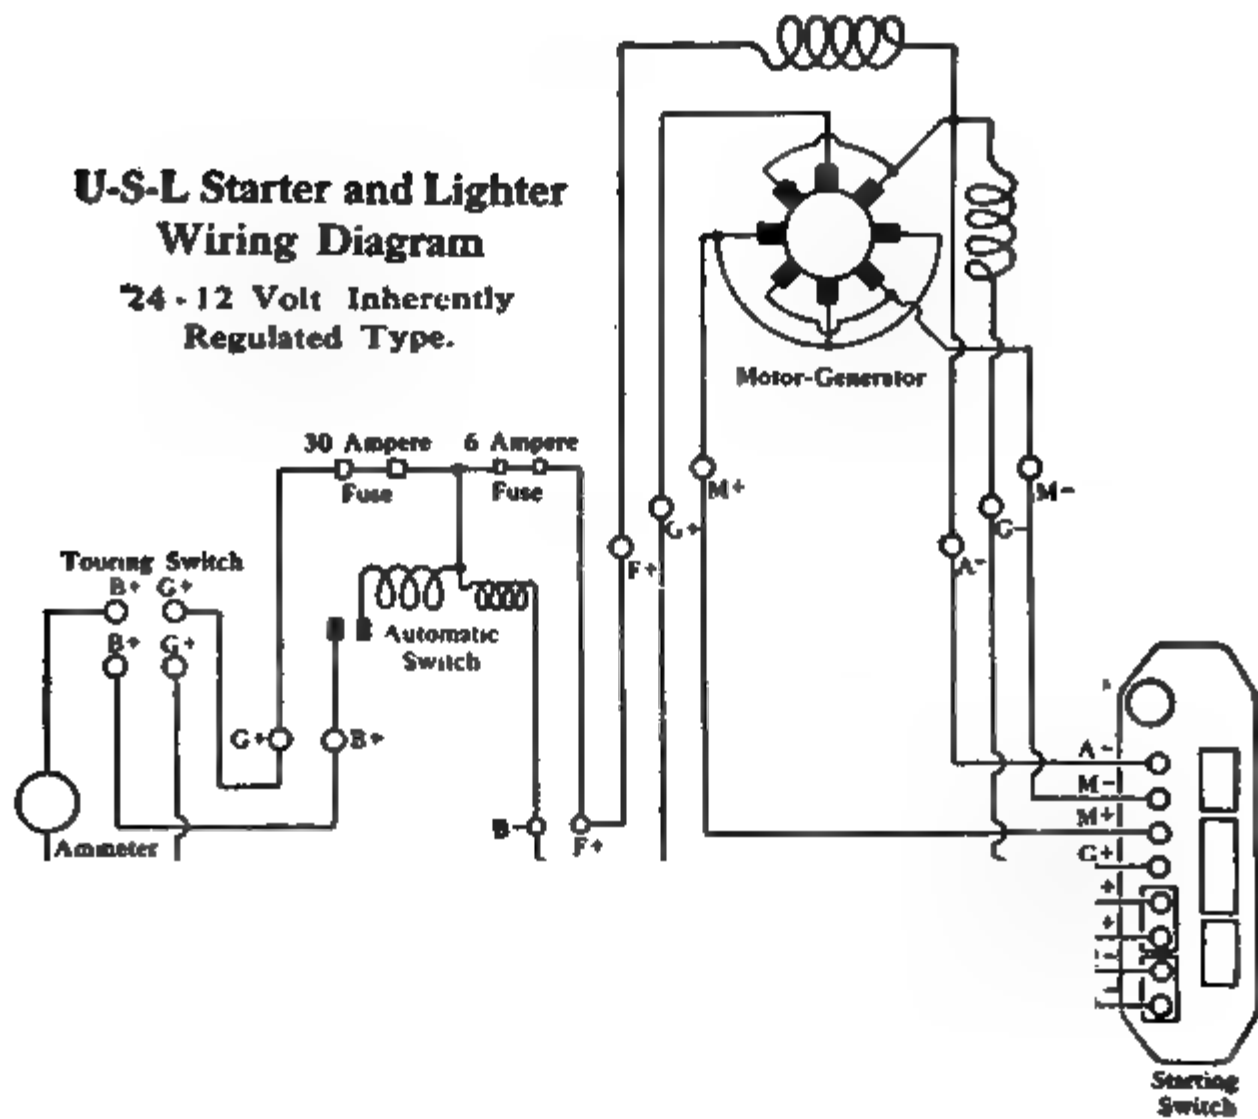 U-S-L Starter and Lighter
Wiring Diagram
"24-12 Volt Inherently
Regulated Type.
Motor-Generator
30 Ampere
Fuse
6 Ampere
Fuse
M+
M-
G+
G-
F+
A-
Touring Switch
B+
G+
B+
G+
Automatic
Switch
G+
B+
Ammeter
B-
F+
A-
M-
M+
G+
+
+
-
-
Starting
Switch